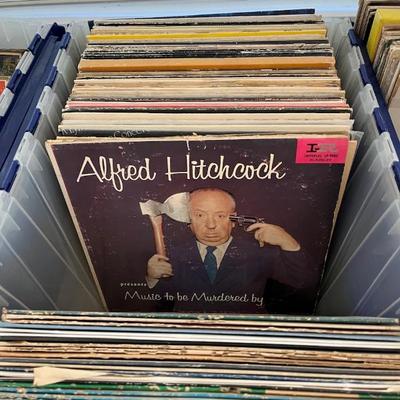 Alfred Hitchcock
presents
Music to be Murdered by